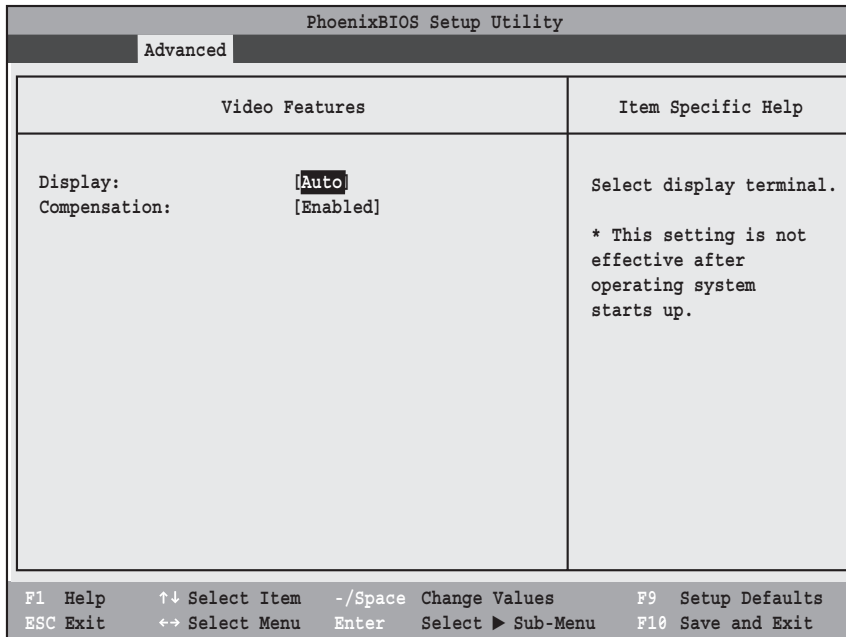 PhoenixBIOS Setup Utility
Advanced
Video Features
Display: [Auto]
Compensation: [Enabled]
Item Specific Help
Select display terminal.
* This setting is not
effective after
operating system
starts up.
F1 Help ↑↓ Select Item -/Space Change Values F9 Setup Defaults
ESC Exit ←→ Select Menu Enter Select ▶ Sub-Menu F10 Save and Exit